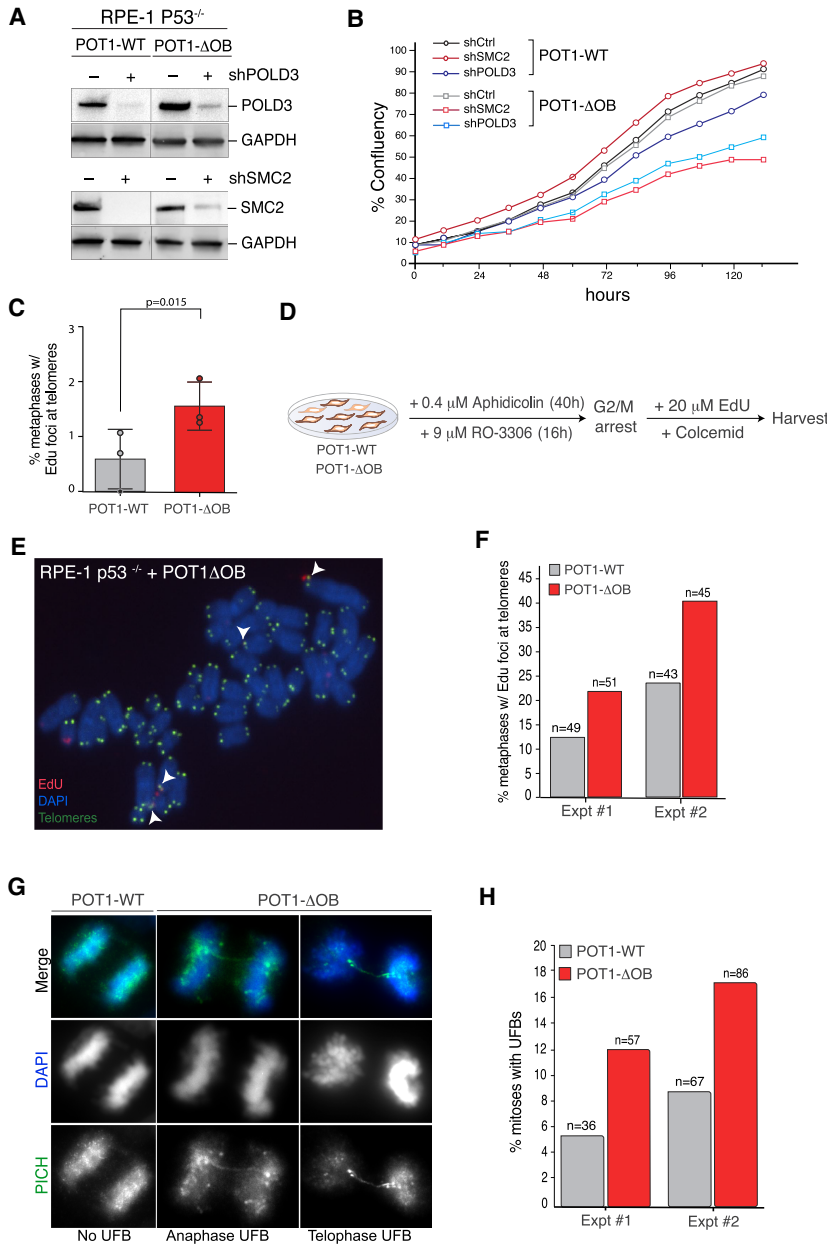 A
RPE-1 P53-/-
POT1-WT POT1-ΔOB
– + – + shPOLD3
POLD3
GAPDH
– + – + shSMC2
SMC2
GAPDH
B
shCtrl
shSMC2
shPOLD3
POT1-WT
shCtrl
shSMC2
shPOLD3
POT1-ΔOB
% Confluency
100
90
80
70
60
50
40
30
20
10
0
0 24 48 72 96 120
hours
C
p=0.015
% metaphases w/
Edu foci at telomeres
3
2
1
0
POT1-WT POT1-ΔOB
D
POT1-WT
POT1-ΔOB
+ 0.4 μM Aphidicolin (40h)
+ 9 μM RO-3306 (16h)
G2/M
arrest
+ 20 μM EdU
+ Colcemid
Harvest
E
RPE-1 p53 -/- + POT1ΔOB
EdU
DAPI
Telomeres
F
POT1-WT
POT1-ΔOB
% metaphases w/ Edu foci at telomeres
45
40
35
30
25
20
15
10
5
0
n=49
n=51
n=43
n=45
Expt #1 Expt #2
G
POT1-WT POT1-ΔOB
Merge
DAPI
PICH
No UFB Anaphase UFB Telophase UFB
H
POT1-WT
POT1-ΔOB
% mitoses with UFBs
20
18
16
14
12
10
8
6
4
2
0
n=36
n=57
n=67
n=86
Expt #1 Expt #2